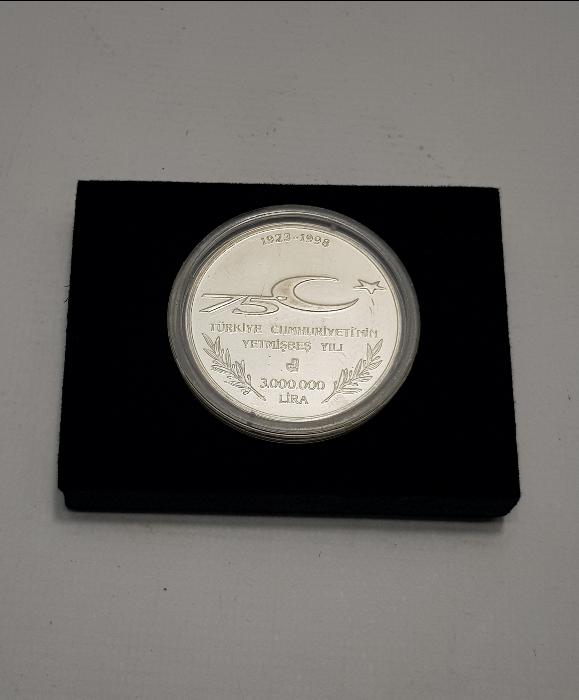 1923-1998
75
TÜRKİYE CUMHURİYETİ'NİN
YETMİŞBEŞ YILI
3.000.000
LİRA